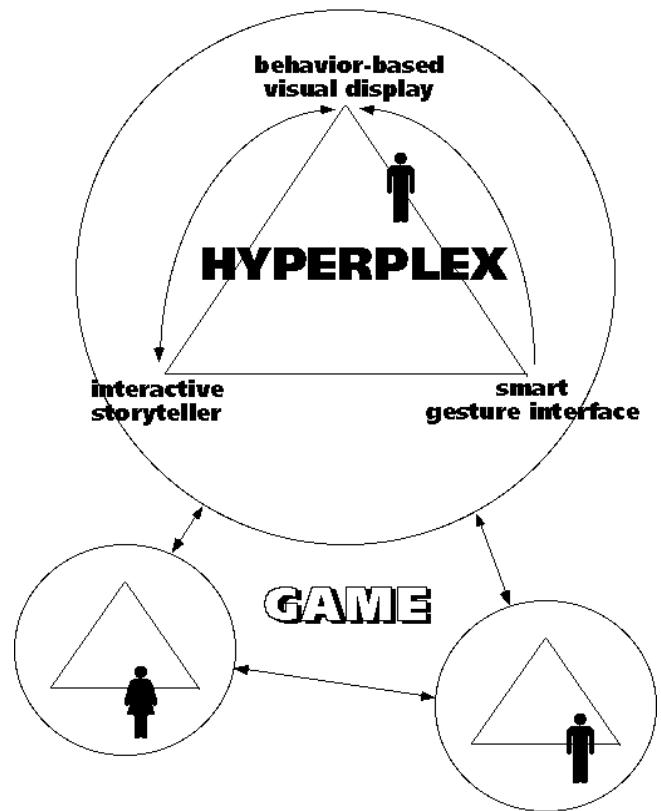 behavior-based
visual display
HYPERPLEX
interactive
storyteller
smart
gesture interface
GAME